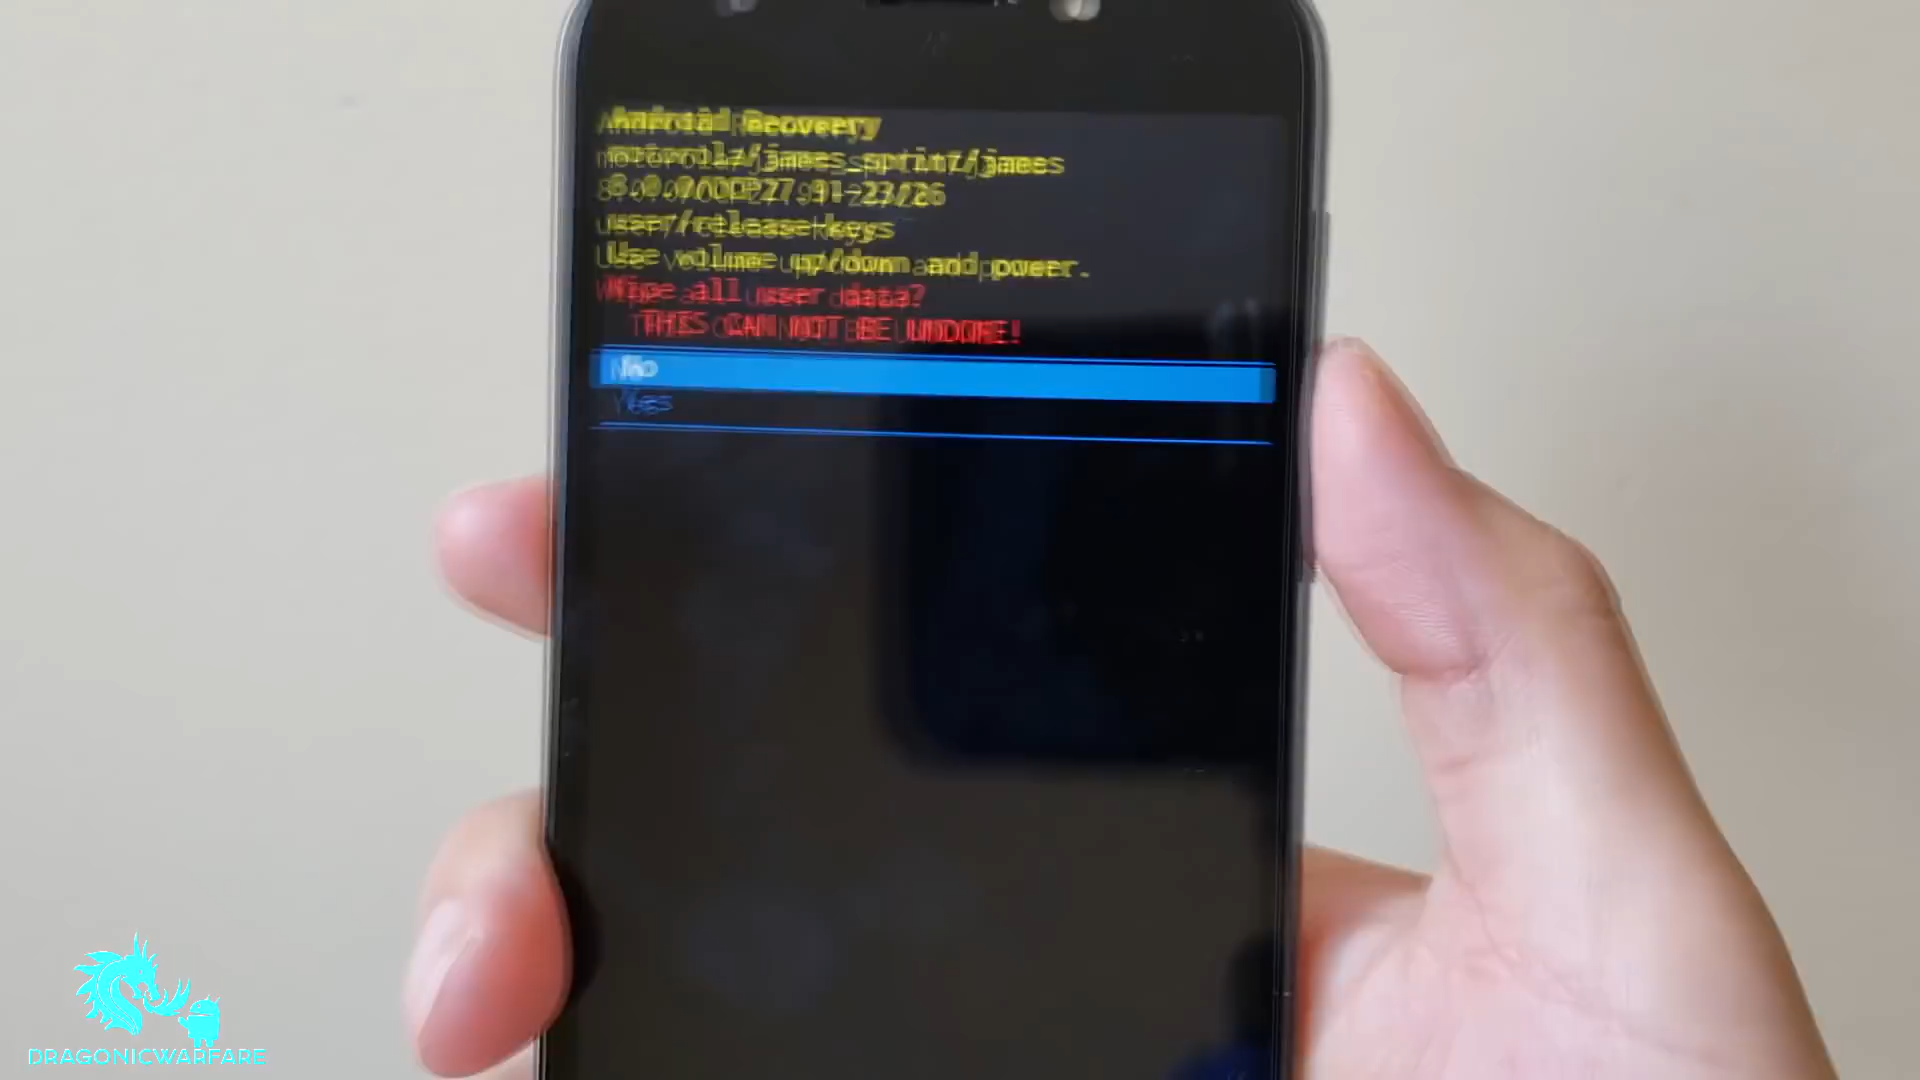 Android Recovery
motorola/james_sprint/james
user/release-keys
Use volume up/down and power.
Wipe all user data?
THIS CAN NOT BE UNDONE!
No
Yes
DRAGONICWARFARE